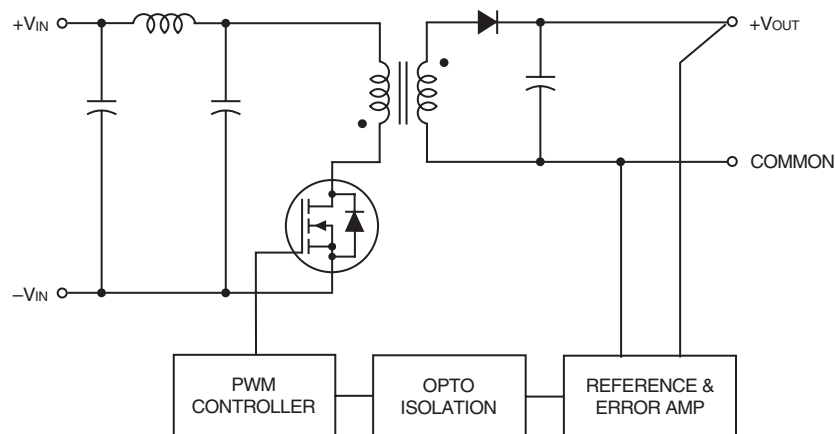 +VIN
+VOUT
COMMON
–VIN
PWM
CONTROLLER
OPTO
ISOLATION
REFERENCE &
ERROR AMP